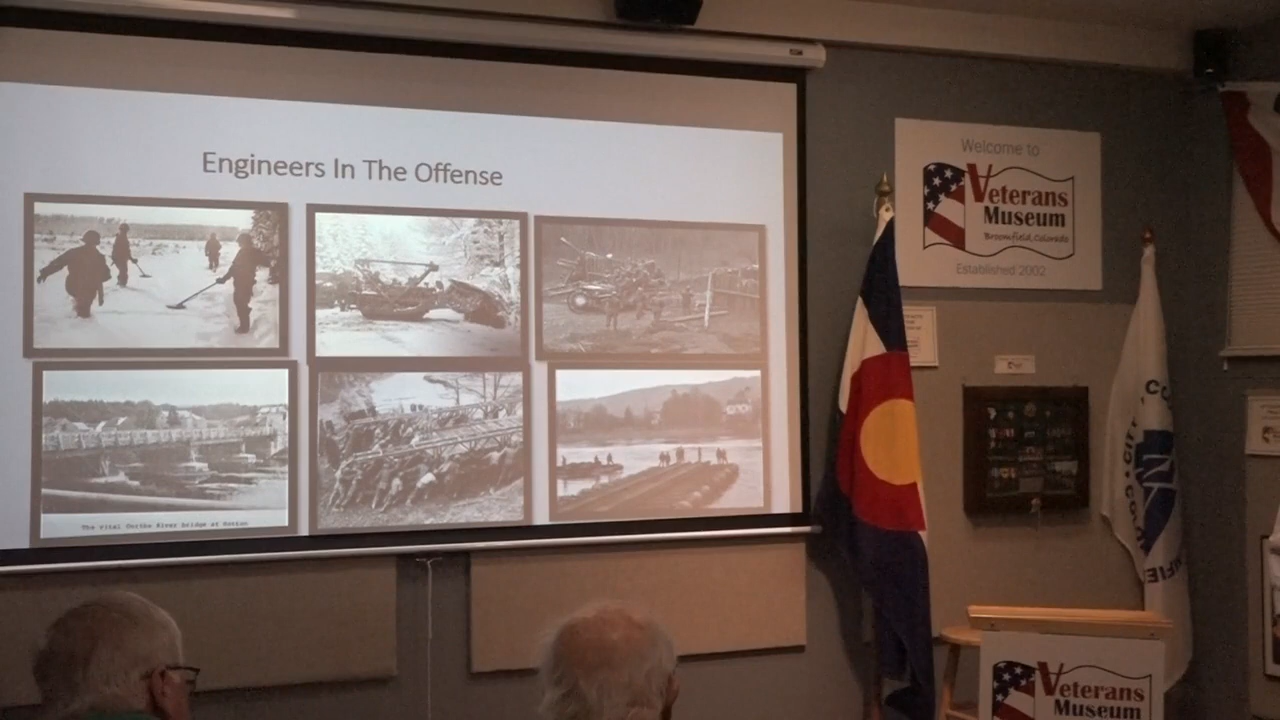 Engineers In The Offense
The vital Ourthe River bridge at Hotton
Welcome to
Veterans
Museum
Broomfield, Colorado
Established 2002
Veterans
Museum